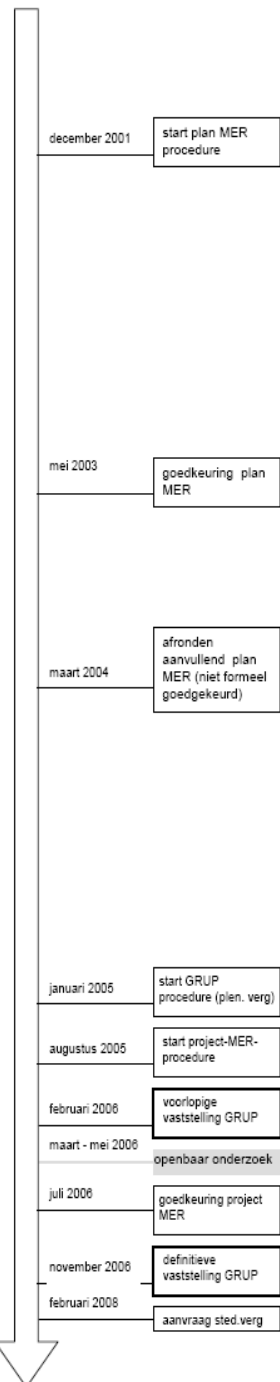 december 2001
start plan MER
procedure
mei 2003
goedkeuring plan
MER
afronden
aanvullend plan
MER (niet formeel
goedgekeurd)
maart 2004
januari 2005
start GRUP
procedure (plen. verg)
augustus 2005
start project-MER-
procedure
februari 2006
voorlopige
vaststelling GRUP
maart - mei 2006
openbaar onderzoek
juli 2006
goedkeuring project
MER
november 2006
definitieve
vaststelling GRUP
februari 2008
aanvraag sted.verg